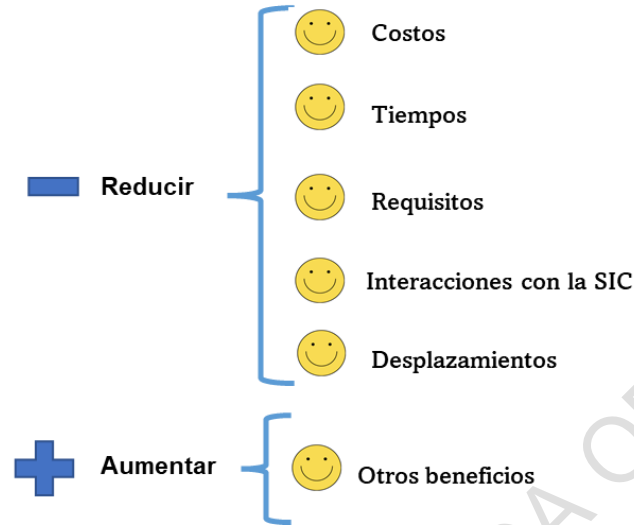 Costos
Tiempos
Reducir
Requisitos
Interacciones con la SIC
Desplazamientos
Aumentar
Otros beneficios